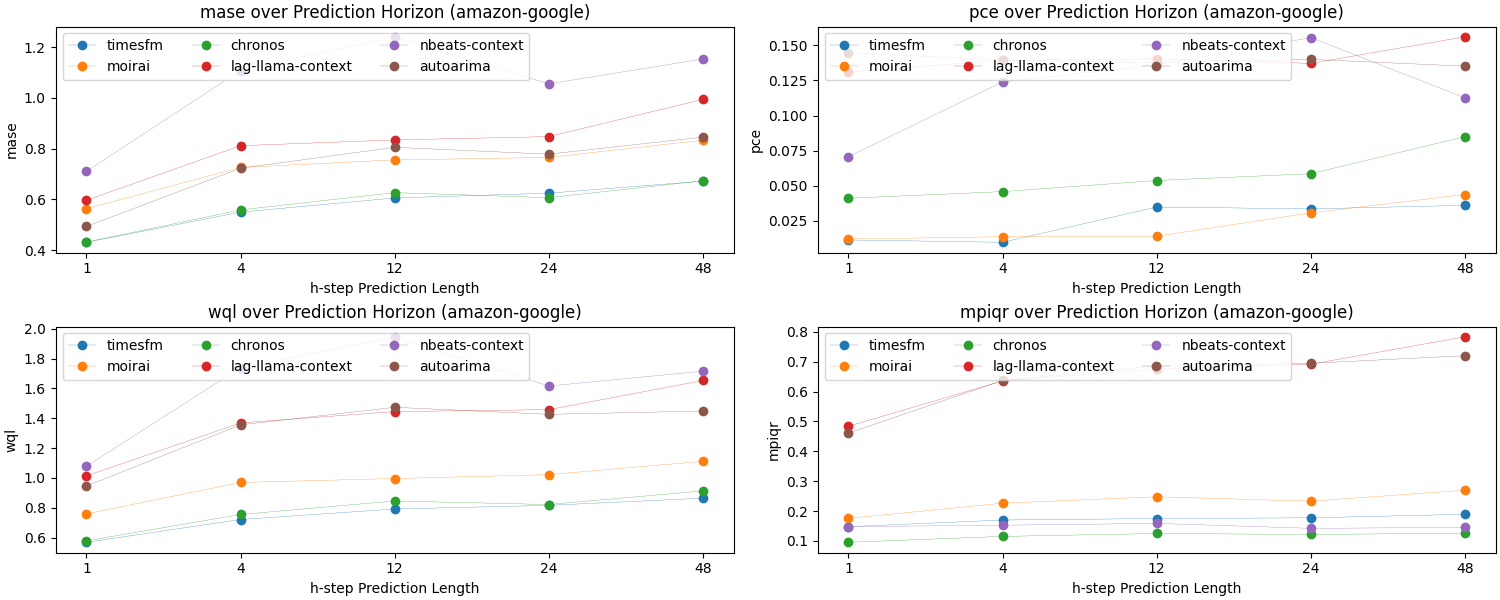 mase over Prediction Horizon (amazon-google)
timesfm chronos nbeats-context
moirai lag-llama-context autoarima
1.2
1.0
0.8
0.6
0.4
mase
1 4 12 24 48
h-step Prediction Length
pce over Prediction Horizon (amazon-google)
timesfm chronos nbeats-context
moirai lag-llama-context autoarima
0.150
0.125
0.100
0.075
0.050
0.025
pce
1 4 12 24 48
h-step Prediction Length
wql over Prediction Horizon (amazon-google)
timesfm chronos nbeats-context
moirai lag-llama-context autoarima
2.0
1.8
1.6
1.4
1.2
1.0
0.8
0.6
wql
1 4 12 24 48
h-step Prediction Length
mpiqr over Prediction Horizon (amazon-google)
timesfm chronos nbeats-context
moirai lag-llama-context autoarima
0.8
0.7
0.6
0.5
0.4
0.3
0.2
0.1
mpiqr
1 4 12 24 48
h-step Prediction Length